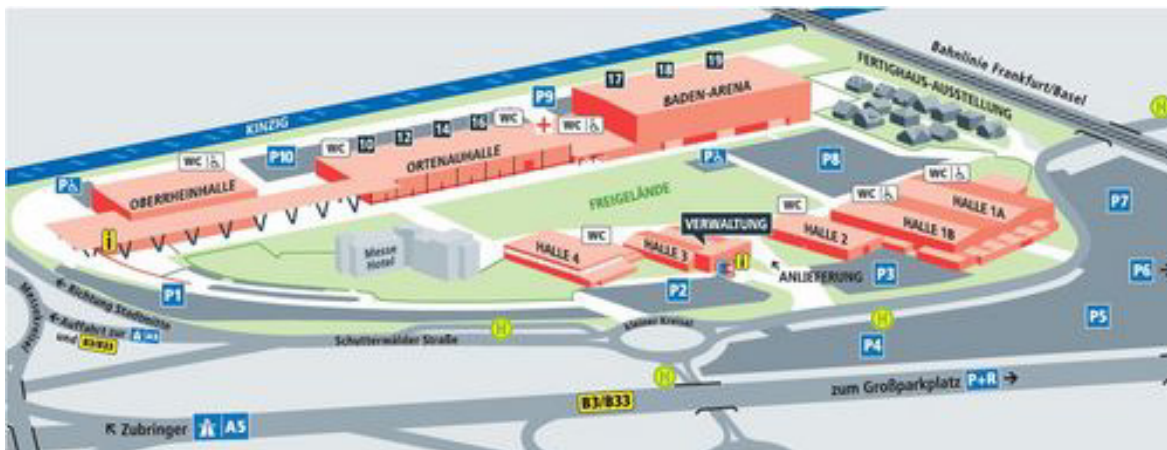 Bahnlinie Frankfurt/Basel
FERTIGHAUS-AUSSTELLUNG
17
18
19
BADEN-ARENA
P9
KINZIG
10
12
14
16
WC
WC
WC
P10
ORTENAUHALLE
WC
OBERRHEINHALLE
P
P
P8
FREIGELÄNDE
WC
WC
HALLE 1A
P7
WC
HALLE 1B
HALLE 2
VERWALTUNG
WC
HALLE 3
HALLE 4
Messe
Hotel
i
i
ANLIEFERUNG
P3
P6
P2
P1
P5
P4
Richtung Stadtmitte
Auffahrt zur
und B3/B33
Messekreisel
Kleiner Kreisel
Schutterwälder Straße
H
H
H
H
B3/B33
zum Großparkplatz P+R
Zubringer A5